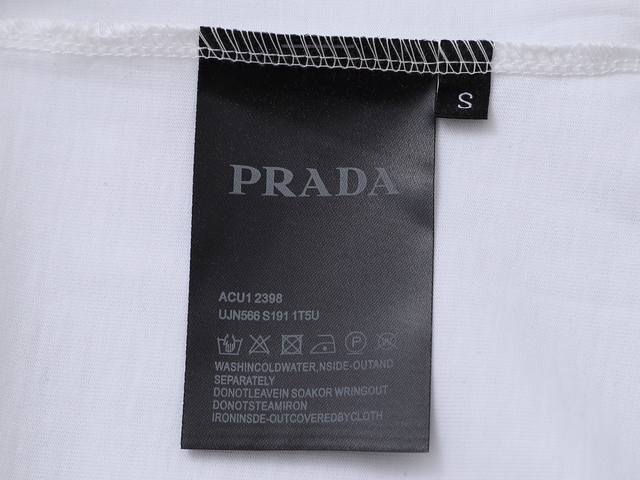 S
PRADA
ACU1 2398
UJN566 S191 1T5U
P
WASHINCOLDWATER,NSIDE-OUTAND
SEPARATELY
DONOTLEAVEIN SOAKOR WRINGOUT
DONOTSTEAMIRON
IRONINSDE-OUTCOVEREDBYCLOTH